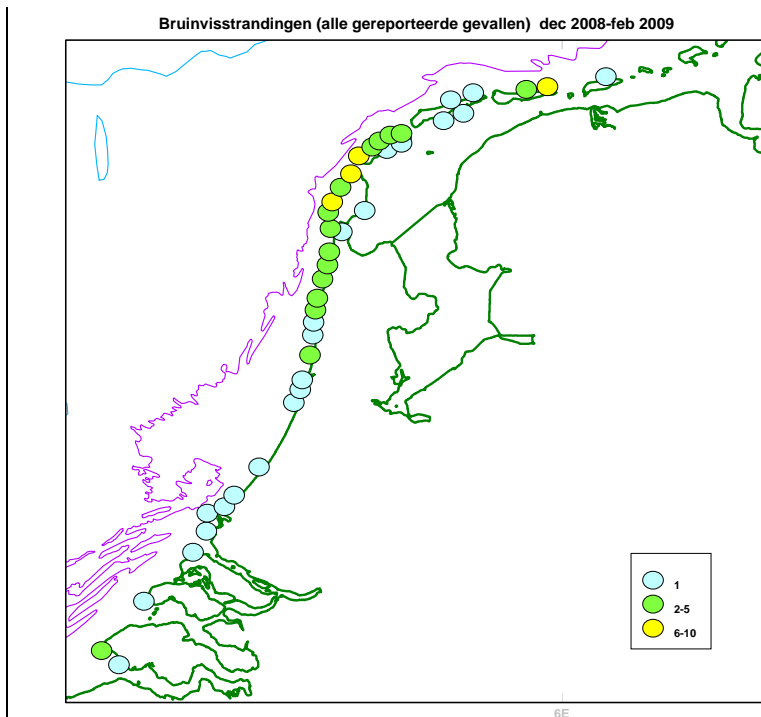 Bruinvisstrandingen (alle gereporteerde gevallen) dec 2008-feb 2009
1
2-5
6-10
6E